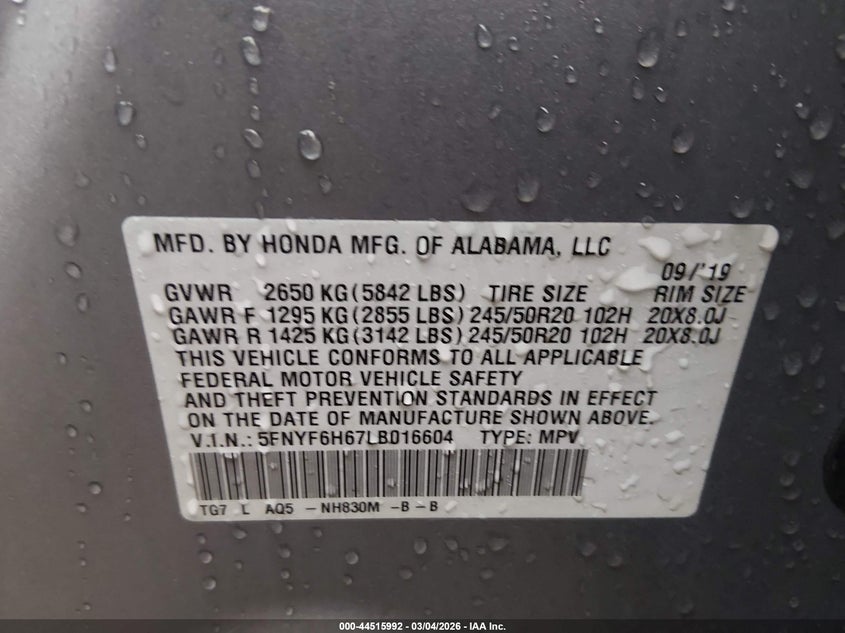 MFD. BY HONDA MFG. OF ALABAMA, LLC
09/'19
GVWR 2650 KG(5842 LBS) TIRE SIZE RIM SIZE
GAWR F 1295 KG(2855 LBS) 245/50R20 102H 20X8.0J
GAWR R 1425 KG(3142 LBS) 245/50R20 102H 20X8.0J
THIS VEHICLE CONFORMS TO ALL APPLICABLE
FEDERAL MOTOR VEHICLE SAFETY
AND THEFT PREVENTION STANDARDS IN EFFECT
ON THE DATE OF MANUFACTURE SHOWN ABOVE.
V.I.N.: 5FNYF6H67LB016604 TYPE: MPV
TG7 L AQ5 -NH830M -B-B
000-44515992 - 03/04/2026 - IAA Inc.